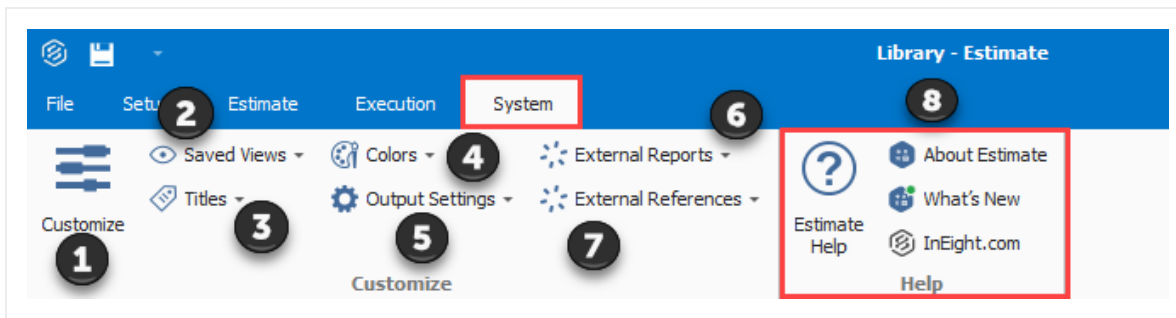 Library - Estimate
File Setu Estimate Execution System
2 6 8
Saved Views Colors External Reports
4
Titles Output Settings External References
Customize
1 3 5 7
Customize
Estimate Help
About Estimate
What's New
InEight.com
Help